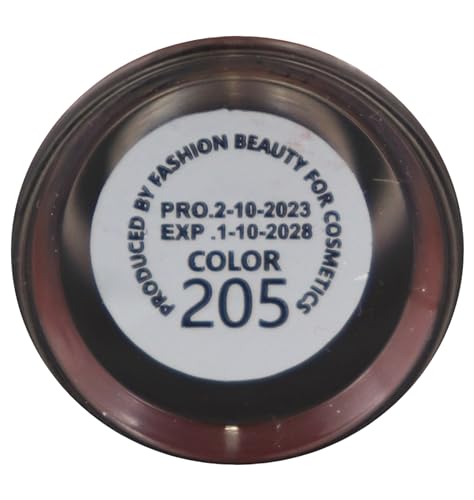 PRODUCED BY FASHION BEAUTY FOR COSMETICS
PRO.2-10-2023
EXP .1-10-2028
COLOR
205